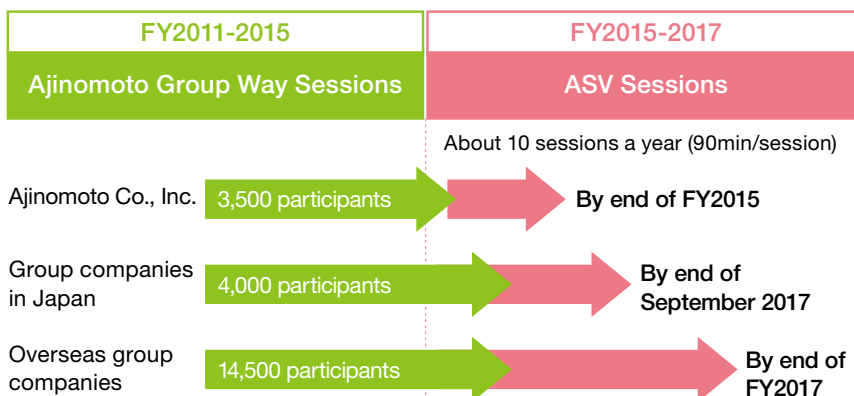 FY2011-2015
FY2015-2017
Ajinomoto Group Way Sessions
ASV Sessions
About 10 sessions a year (90min/session)
Ajinomoto Co., Inc.
3,500 participants
By end of FY2015
Group companies
in Japan
4,000 participants
By end of
September 2017
Overseas group
companies
14,500 participants
By end of
FY2017